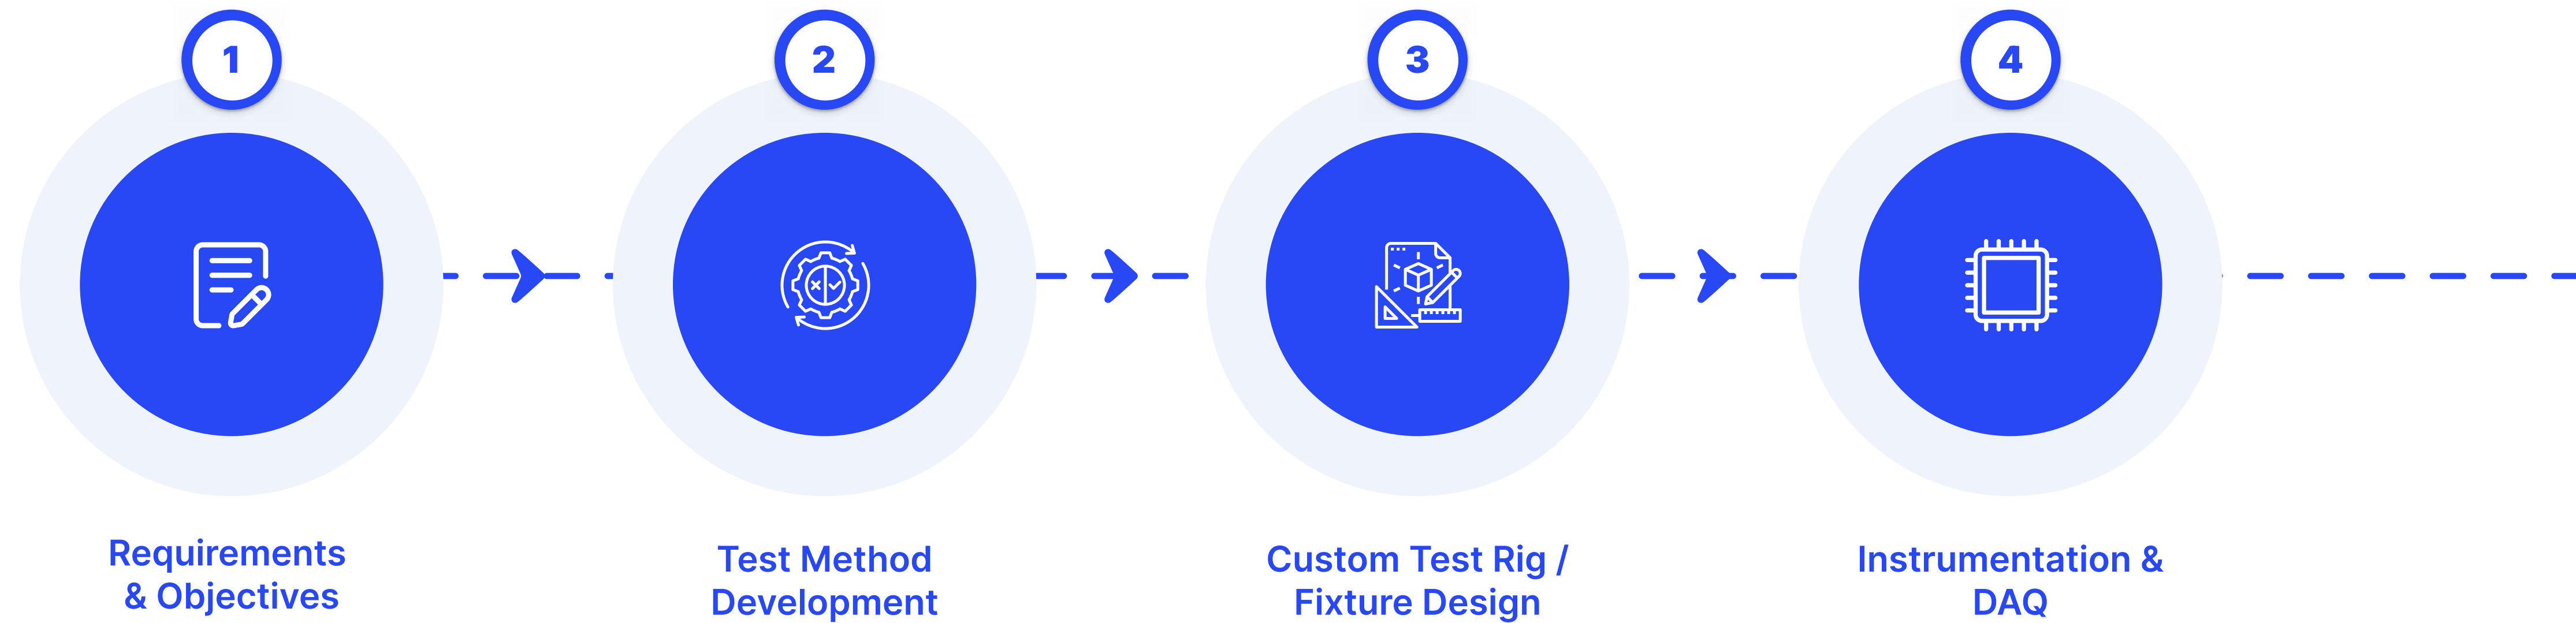 1
2
3
4
Requirements
& Objectives
Test Method
Development
Custom Test Rig /
Fixture Design
Instrumentation &
DAQ